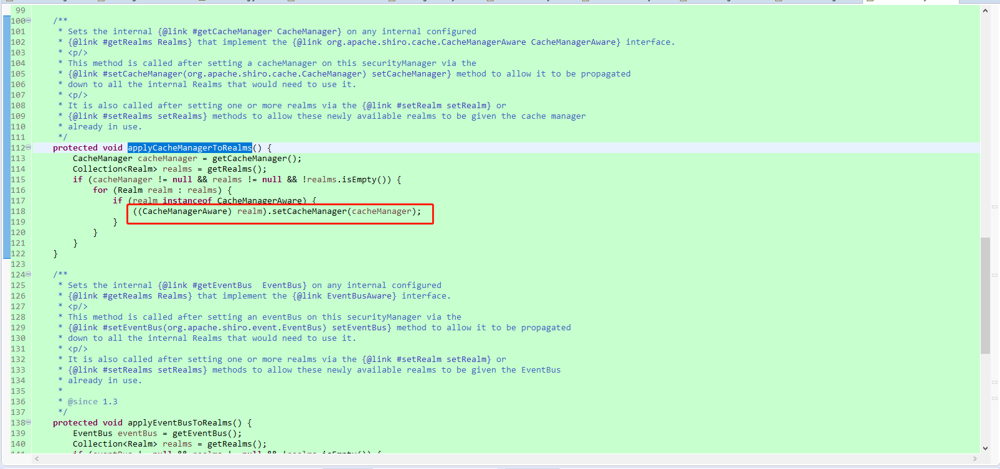 99
100 /**
101 * Sets the internal {@link #getCacheManager CacheManager} on any internal configured
102 * {@link #getRealms Realms} that implement the {@link org.apache.shiro.cache.CacheManagerAware CacheManagerAware} interface.
103 * <p/>
104 * This method is called after setting a cacheManager on this securityManager via the
105 * {@link #setCacheManager(org.apache.shiro.cache.CacheManager) setCacheManager} method to allow it to be propagated
106 * down to all the internal Realms that would need to use it.
107 * <p/>
108 * It is also called after setting one or more realms via the {@link #setRealm setRealm} or
109 * {@link #setRealms setRealms} methods to allow these newly available realms to be given the cache manager
110 * already in use.
111 */
112 protected void applyCacheManagerToRealms() {
113 CacheManager cacheManager = getCacheManager();
114 Collection<Realm> realms = getRealms();
115 if (cacheManager != null && realms != null && !realms.isEmpty()) {
116 for (Realm realm : realms) {
117 if (realm instanceof CacheManagerAware) {
118 ((CacheManagerAware) realm).setCacheManager(cacheManager);
119 }
120 }
121 }
122 }
123
124 /**
125 * Sets the internal {@link #getEventBus  EventBus} on any internal configured
126 * {@link #getRealms Realms} that implement the {@link EventBusAware} interface.
127 * <p/>
128 * This method is called after setting an eventBus on this securityManager via the
129 * {@link #setEventBus(org.apache.shiro.event.EventBus) setEventBus} method to allow it to be propagated
130 * down to all the internal Realms that would need to use it.
131 * <p/>
132 * It is also called after setting one or more realms via the {@link #setRealm setRealm} or
133 * {@link #setRealms setRealms} methods to allow these newly available realms to be given the EventBus
134 * already in use.
135 *
136 * @since 1.3
137 */
138 protected void applyEventBusToRealms() {
139 EventBus eventBus = getEventBus();
140 Collection<Realm> realms = getRealms();